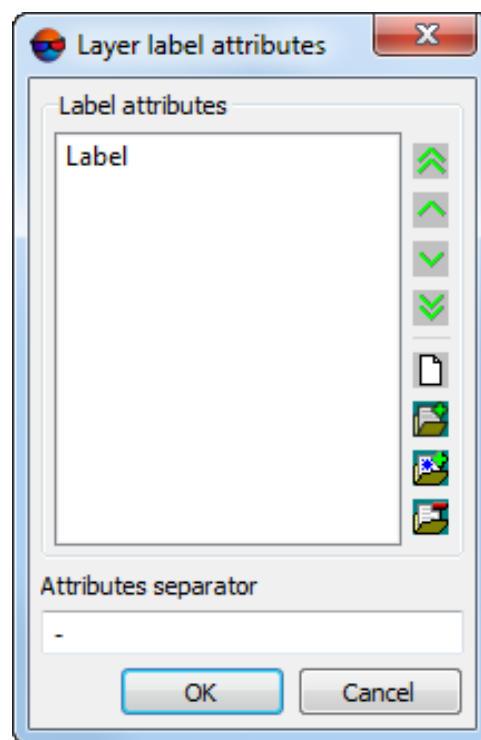 Layer label attributes
Label attributes
Label
Attributes separator
-
OK
Cancel